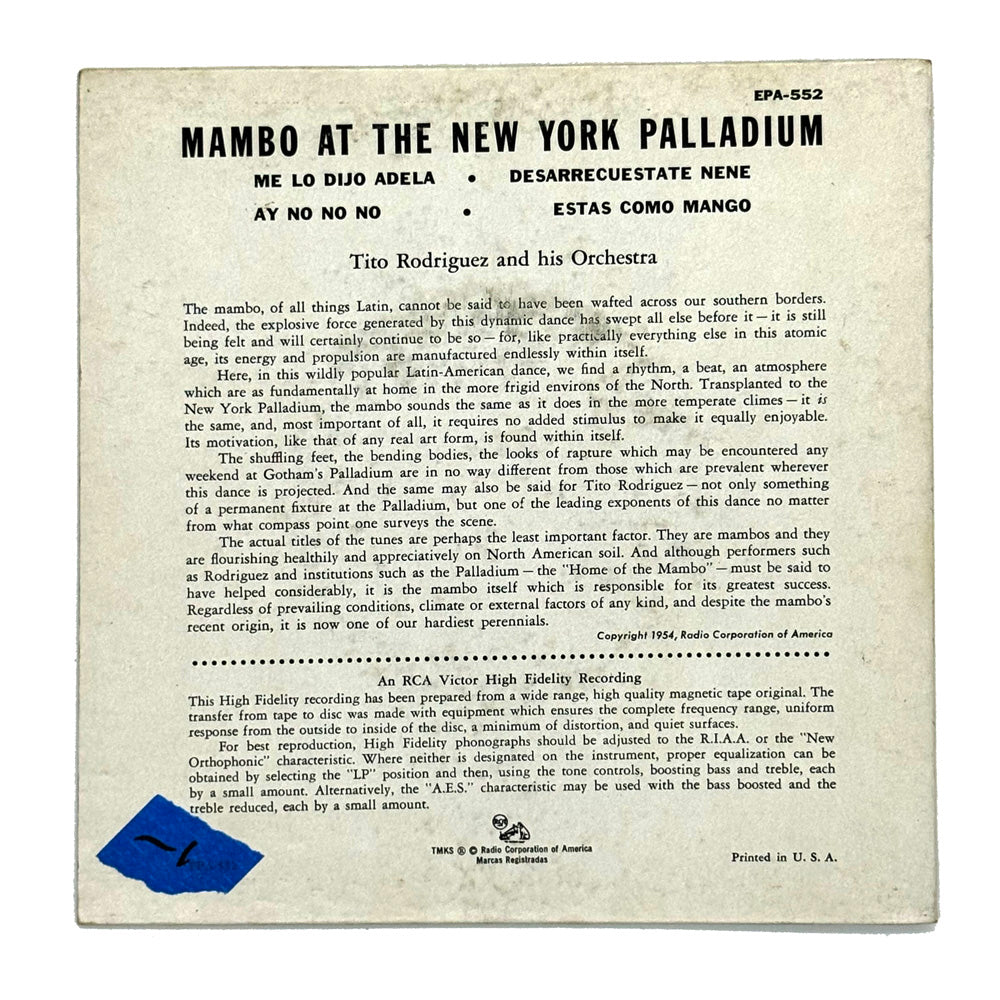 EPA-552
MAMBO AT THE NEW YORK PALLADIUM
ME LO DIJO ADELA • DESARRECUESTATE NENE
AY NO NO NO • ESTAS COMO MANGO
Tito Rodriguez and his Orchestra
The mambo, of all things Latin, cannot be said to have been wafted across our southern borders.
Indeed, the explosive force generated by this dynamic dance has swept all else before it — it is still
being felt and will certainly continue to be so — for, like practically everything else in this atomic
age, its energy and propulsion are manufactured endlessly within itself.
Here, in this wildly popular Latin-American dance, we find a rhythm, a beat, an atmosphere
which are as fundamentally at home in the more frigid environs of the North. Transplanted to the
New York Palladium, the mambo sounds the same as it does in the more temperate climes — it is
the same, and, most important of all, it requires no added stimulus to make it equally enjoyable.
Its motivation, like that of any real art form, is found within itself.
The shuffling feet, the bending bodies, the looks of rapture which may be encountered any
weekend at Gotham's Palladium are in no way different from those which are prevalent wherever
this dance is projected. And the same may also be said for Tito Rodriguez — not only something
of a permanent fixture at the Palladium, but one of the leading exponents of this dance no matter
from what compass point one surveys the scene.
The actual titles of the tunes are perhaps the least important factor. They are mambos and they
are flourishing healthily and appreciatively on North American soil. And although performers such
as Rodriguez and institutions such as the Palladium — the "Home of the Mambo" — must be said to
have helped considerably, it is the mambo itself which is responsible for its greatest success.
Regardless of prevailing conditions, climate or external factors of any kind, and despite the mambo's
recent origin, it is now one of our hardiest perennials.
Copyright 1954, Radio Corporation of America
An RCA Victor High Fidelity Recording
This High Fidelity recording has been prepared from a wide range, high quality magnetic tape original. The
transfer from tape to disc was made with equipment which ensures the complete frequency range, uniform
response from the outside to inside of the disc, a minimum of distortion, and quiet surfaces.
For best reproduction, High Fidelity phonographs should be adjusted to the R.I.A.A. or the "New
Orthophonic" characteristic. Where neither is designated on the instrument, proper equalization can be
obtained by selecting the "LP" position and then, using the tone controls, boosting bass and treble, each
by a small amount. Alternatively, the "A.E.S." characteristic may be used with the bass boosted and the
treble reduced, each by a small amount.
RCA
TMKS ® © Radio Corporation of America
Marcas Registradas
Printed in U. S. A.